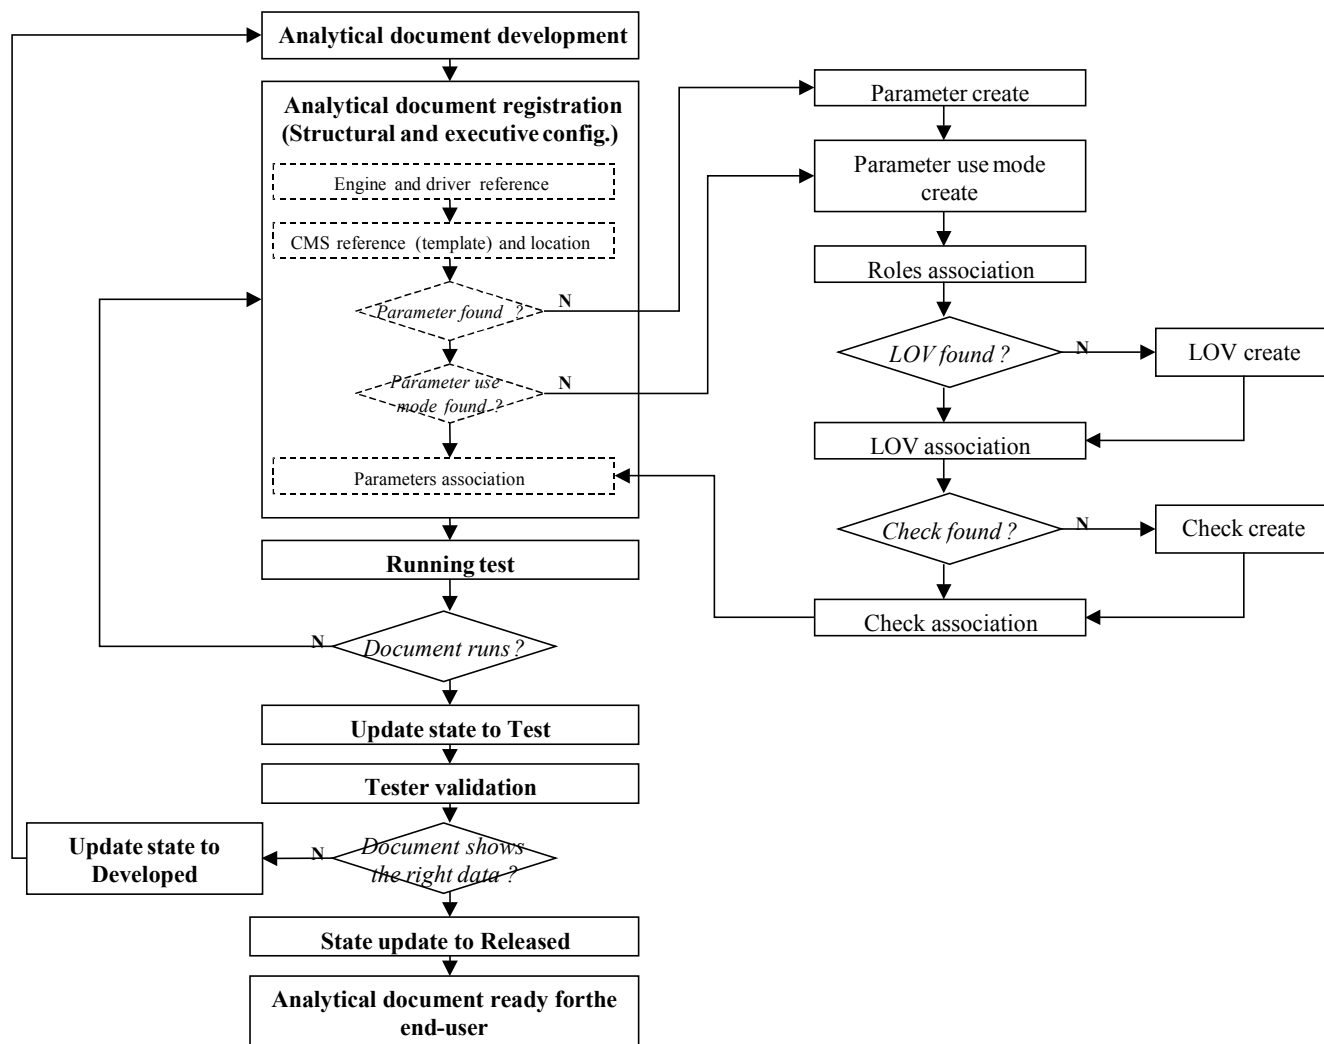 Analytical document development
Analytical document registration
(Structural and executive config.)
Engine and driver reference
CMS reference (template) and location
Parameter found ?
N
Parameter use
mode found ?
N
Parameters association
Running test
Document runs ?
N
Update state to Test
Tester validation
Document shows
the right data ?
N
Update state to
Developed
State update to Released
Analytical document ready forthe
end-user
Parameter create
Parameter use mode
create
Roles association
LOV found ?
N
LOV create
LOV association
Check found ?
N
Check create
Check association